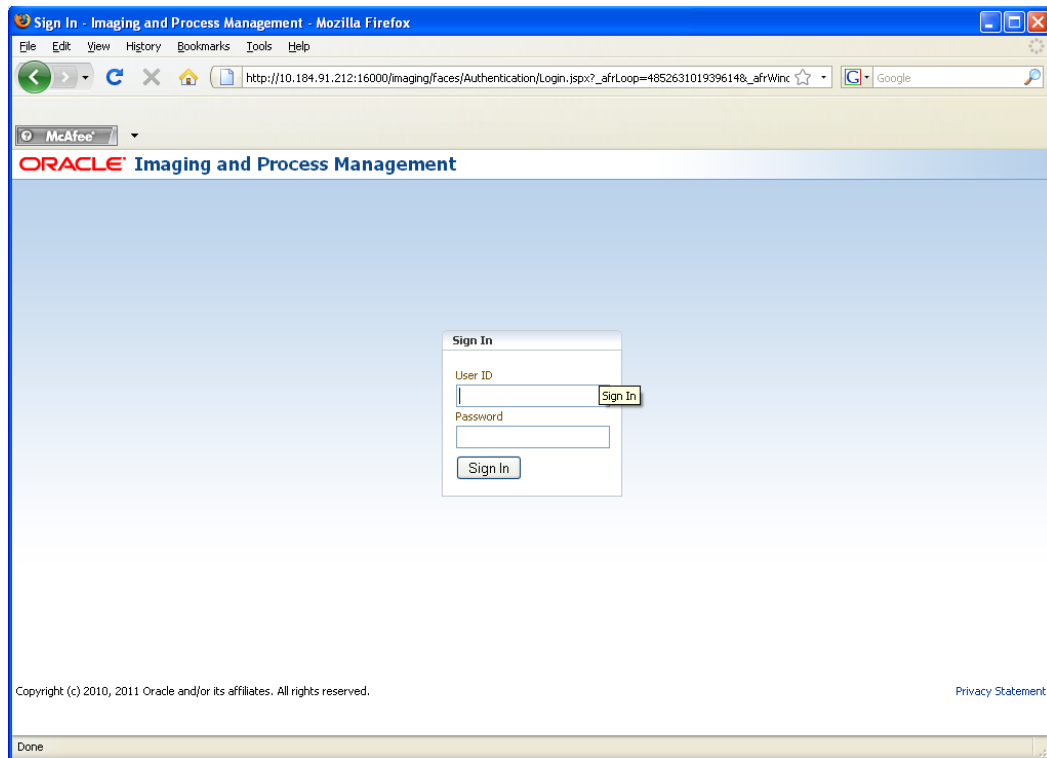 Sign In - Imaging and Process Management - Mozilla Firefox
File Edit View History Bookmarks Tools Help
http://10.184.91.212:16000/imaging/faces/Authentication/Login.jspx?_afrLoop=4852631019396148&_afrWinc
G Google
McAfee
ORACLE Imaging and Process Management
Sign In
User ID
Sign In
Password
Sign In
Copyright (c) 2010, 2011 Oracle and/or its affiliates. All rights reserved. Privacy Statement
Done